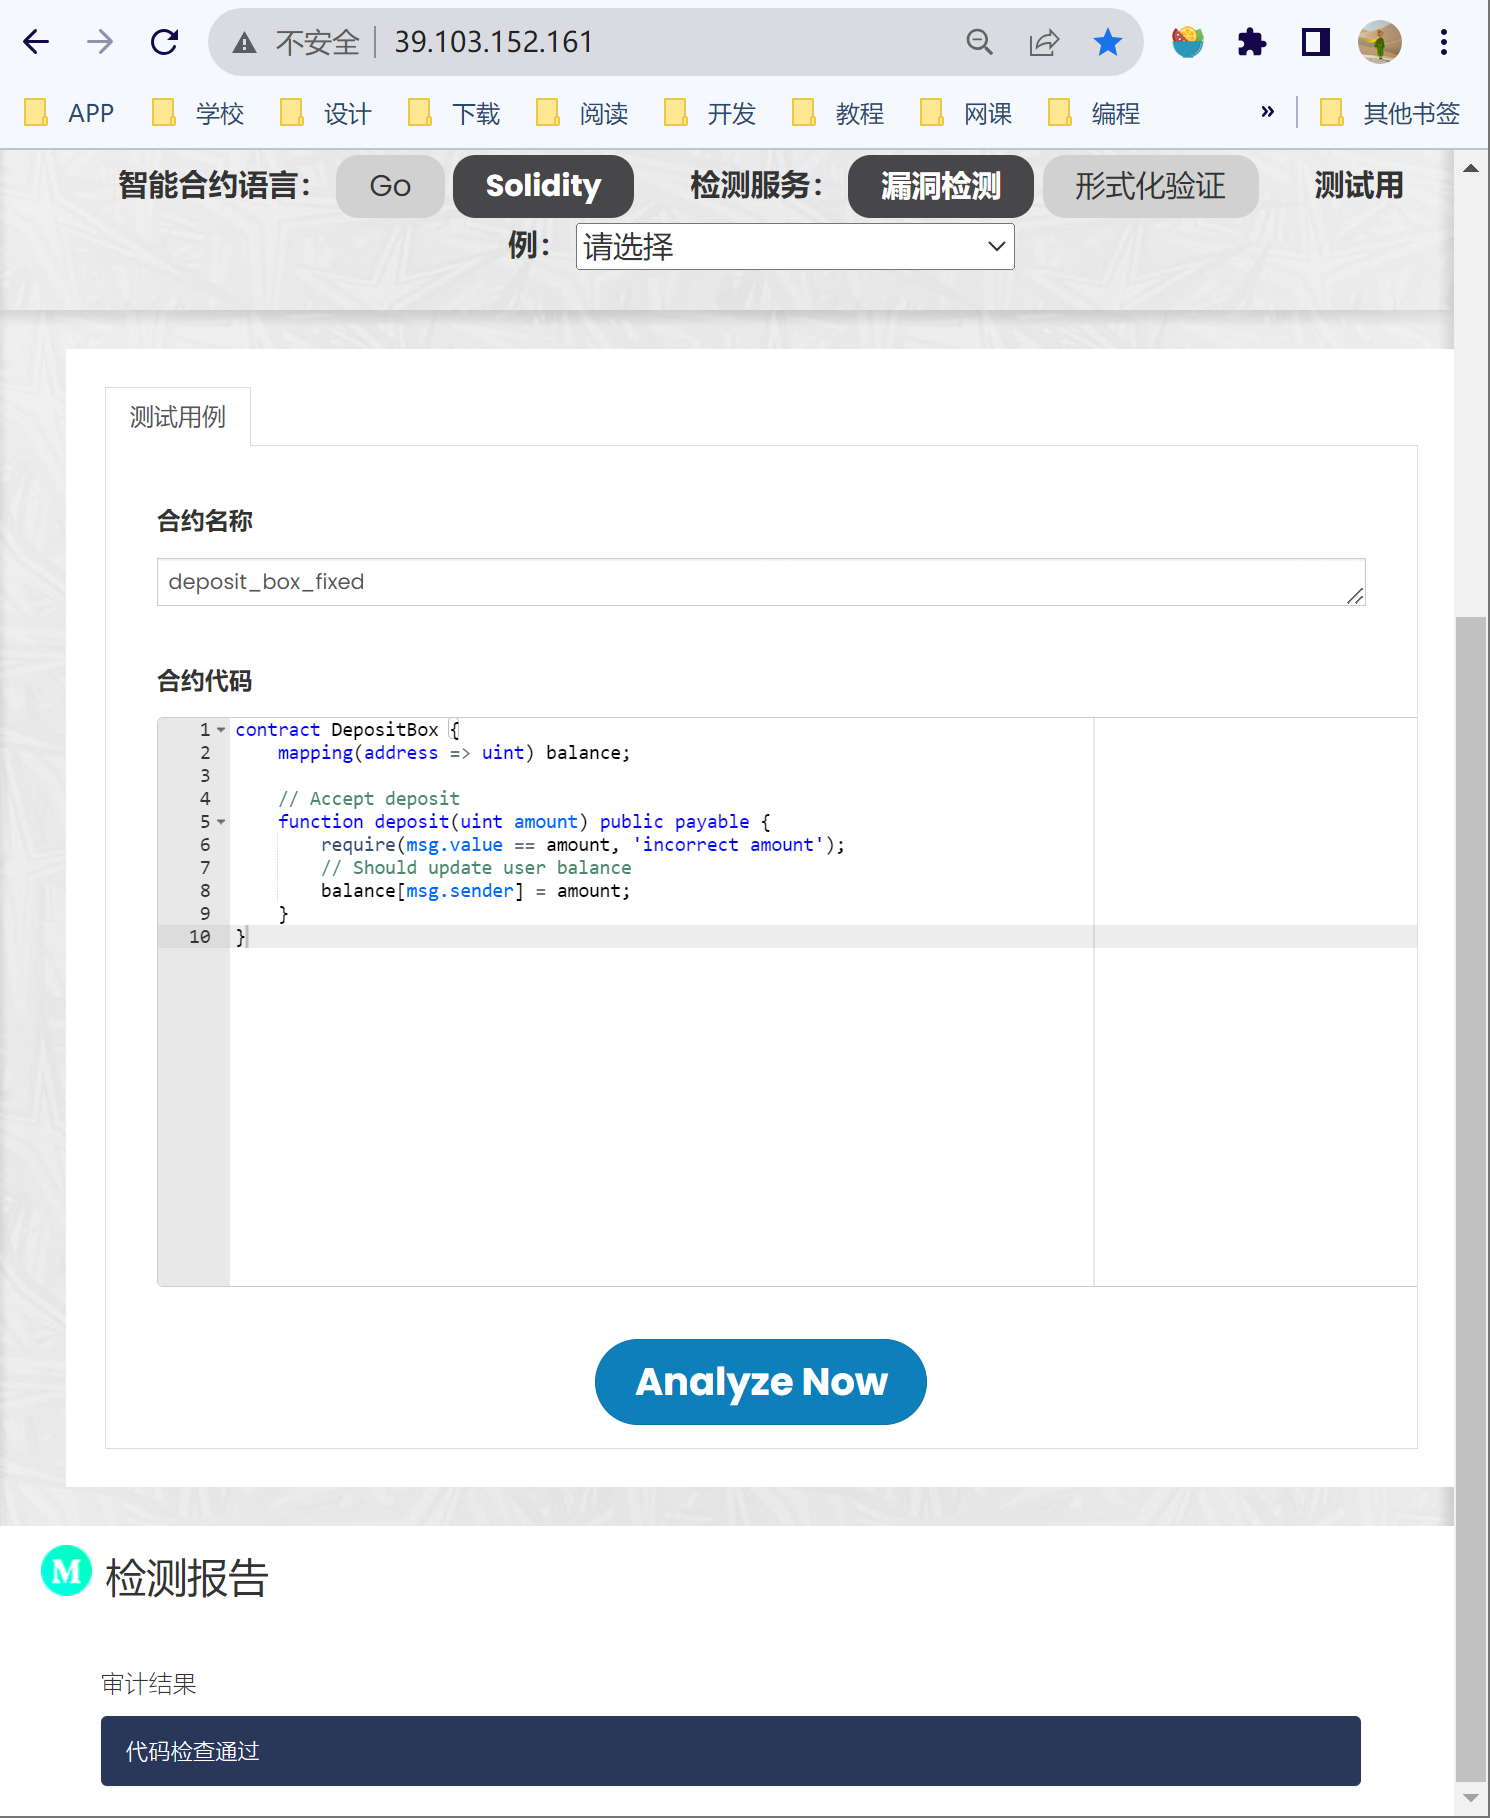 不安全 39.103.152.161
APP 学校 设计 下载 阅读 开发 教程 网课 编程 » 其他书签
智能合约语言： Go Solidity 检测服务： 漏洞检测 形式化验证 测试用
例： 请选择
测试用例
合约名称
deposit_box_fixed
合约代码
1 contract DepositBox {
2 mapping(address => uint) balance;
3
4 // Accept deposit
5 function deposit(uint amount) public payable {
6 require(msg.value == amount, 'incorrect amount');
7 // Should update user balance
8 balance[msg.sender] = amount;
9 }
10 }
Analyze Now
M 检测报告
审计结果
代码检查通过